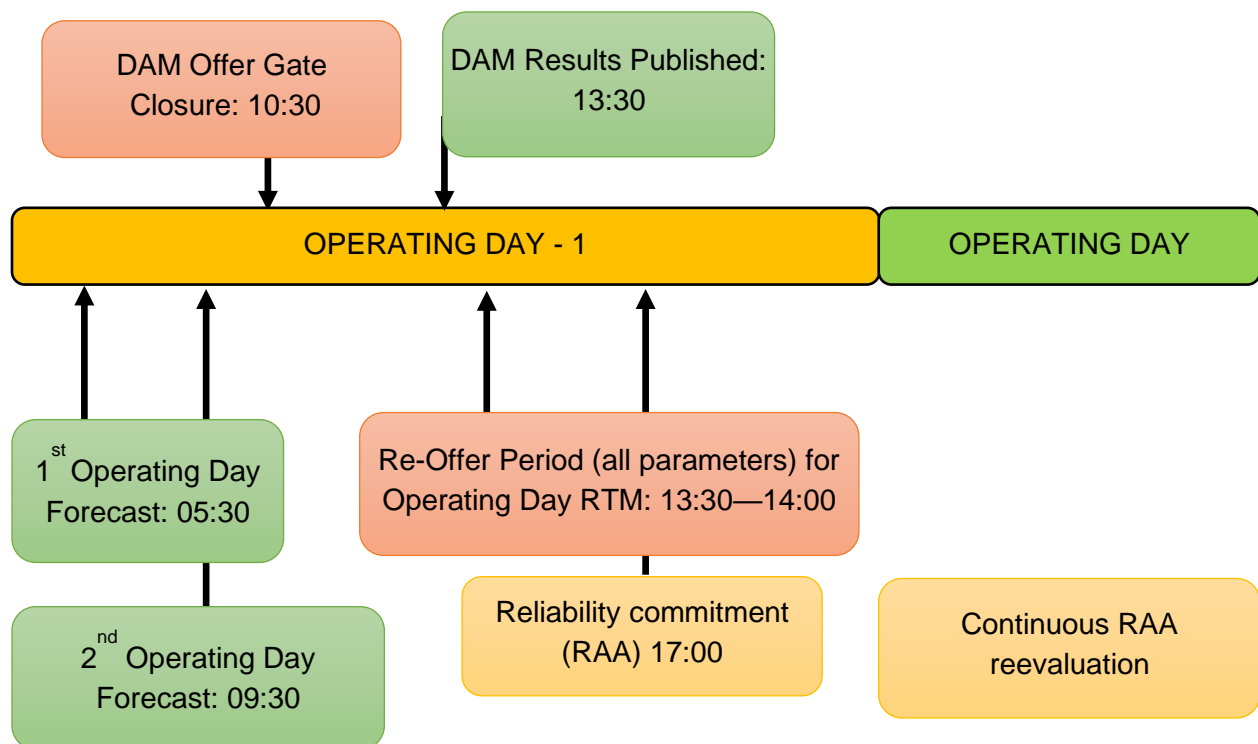 DAM Offer Gate
Closure: 10:30
DAM Results Published:
13:30
OPERATING DAY - 1
OPERATING DAY
1st Operating Day
Forecast: 05:30
Re-Offer Period (all parameters) for
Operating Day RTM: 13:30—14:00
2nd Operating Day
Forecast: 09:30
Reliability commitment
(RAA) 17:00
Continuous RAA
reevaluation